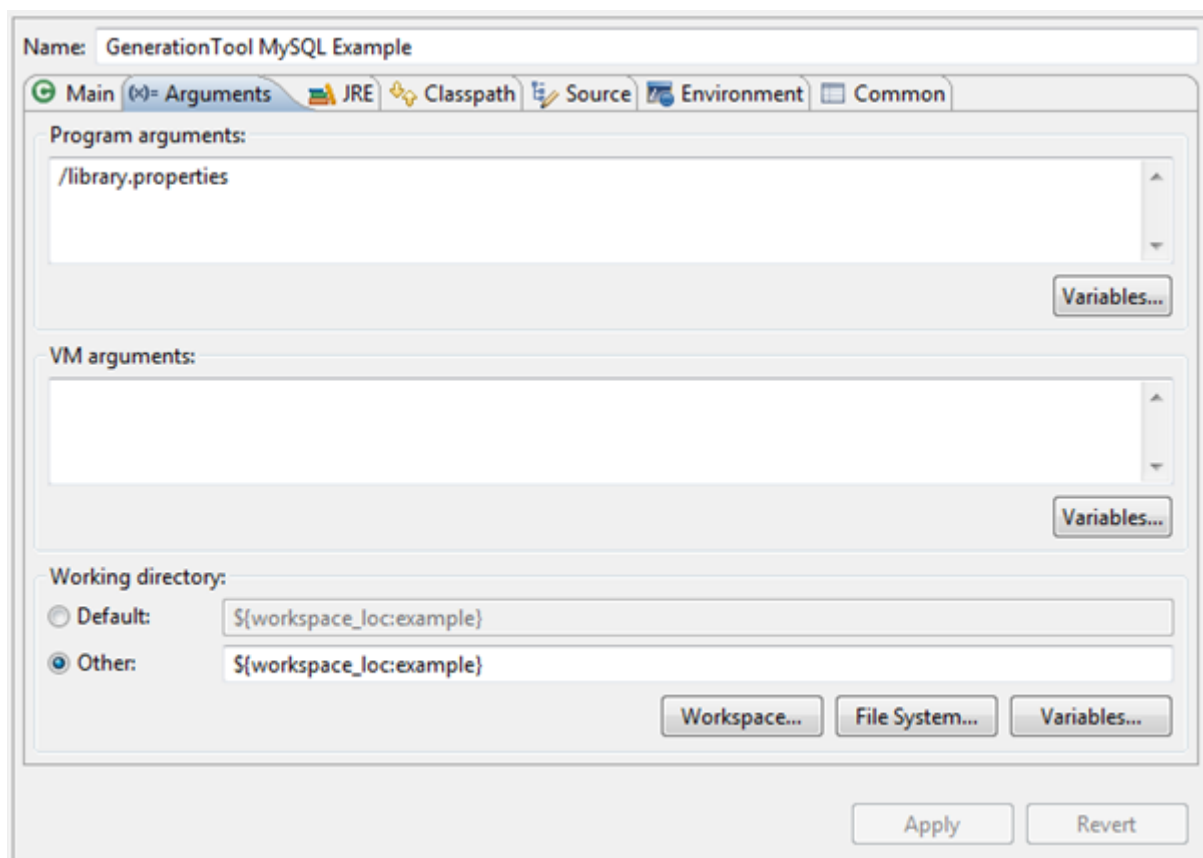 Name: GenerationTool MySQL Example
Main (x)= Arguments JRE Classpath Source Environment Common
Program arguments:
/library.properties
Variables...
VM arguments:
Variables...
Working directory:
Default: ${workspace_loc:example}
Other: ${workspace_loc:example}
Workspace... File System... Variables...
Apply Revert